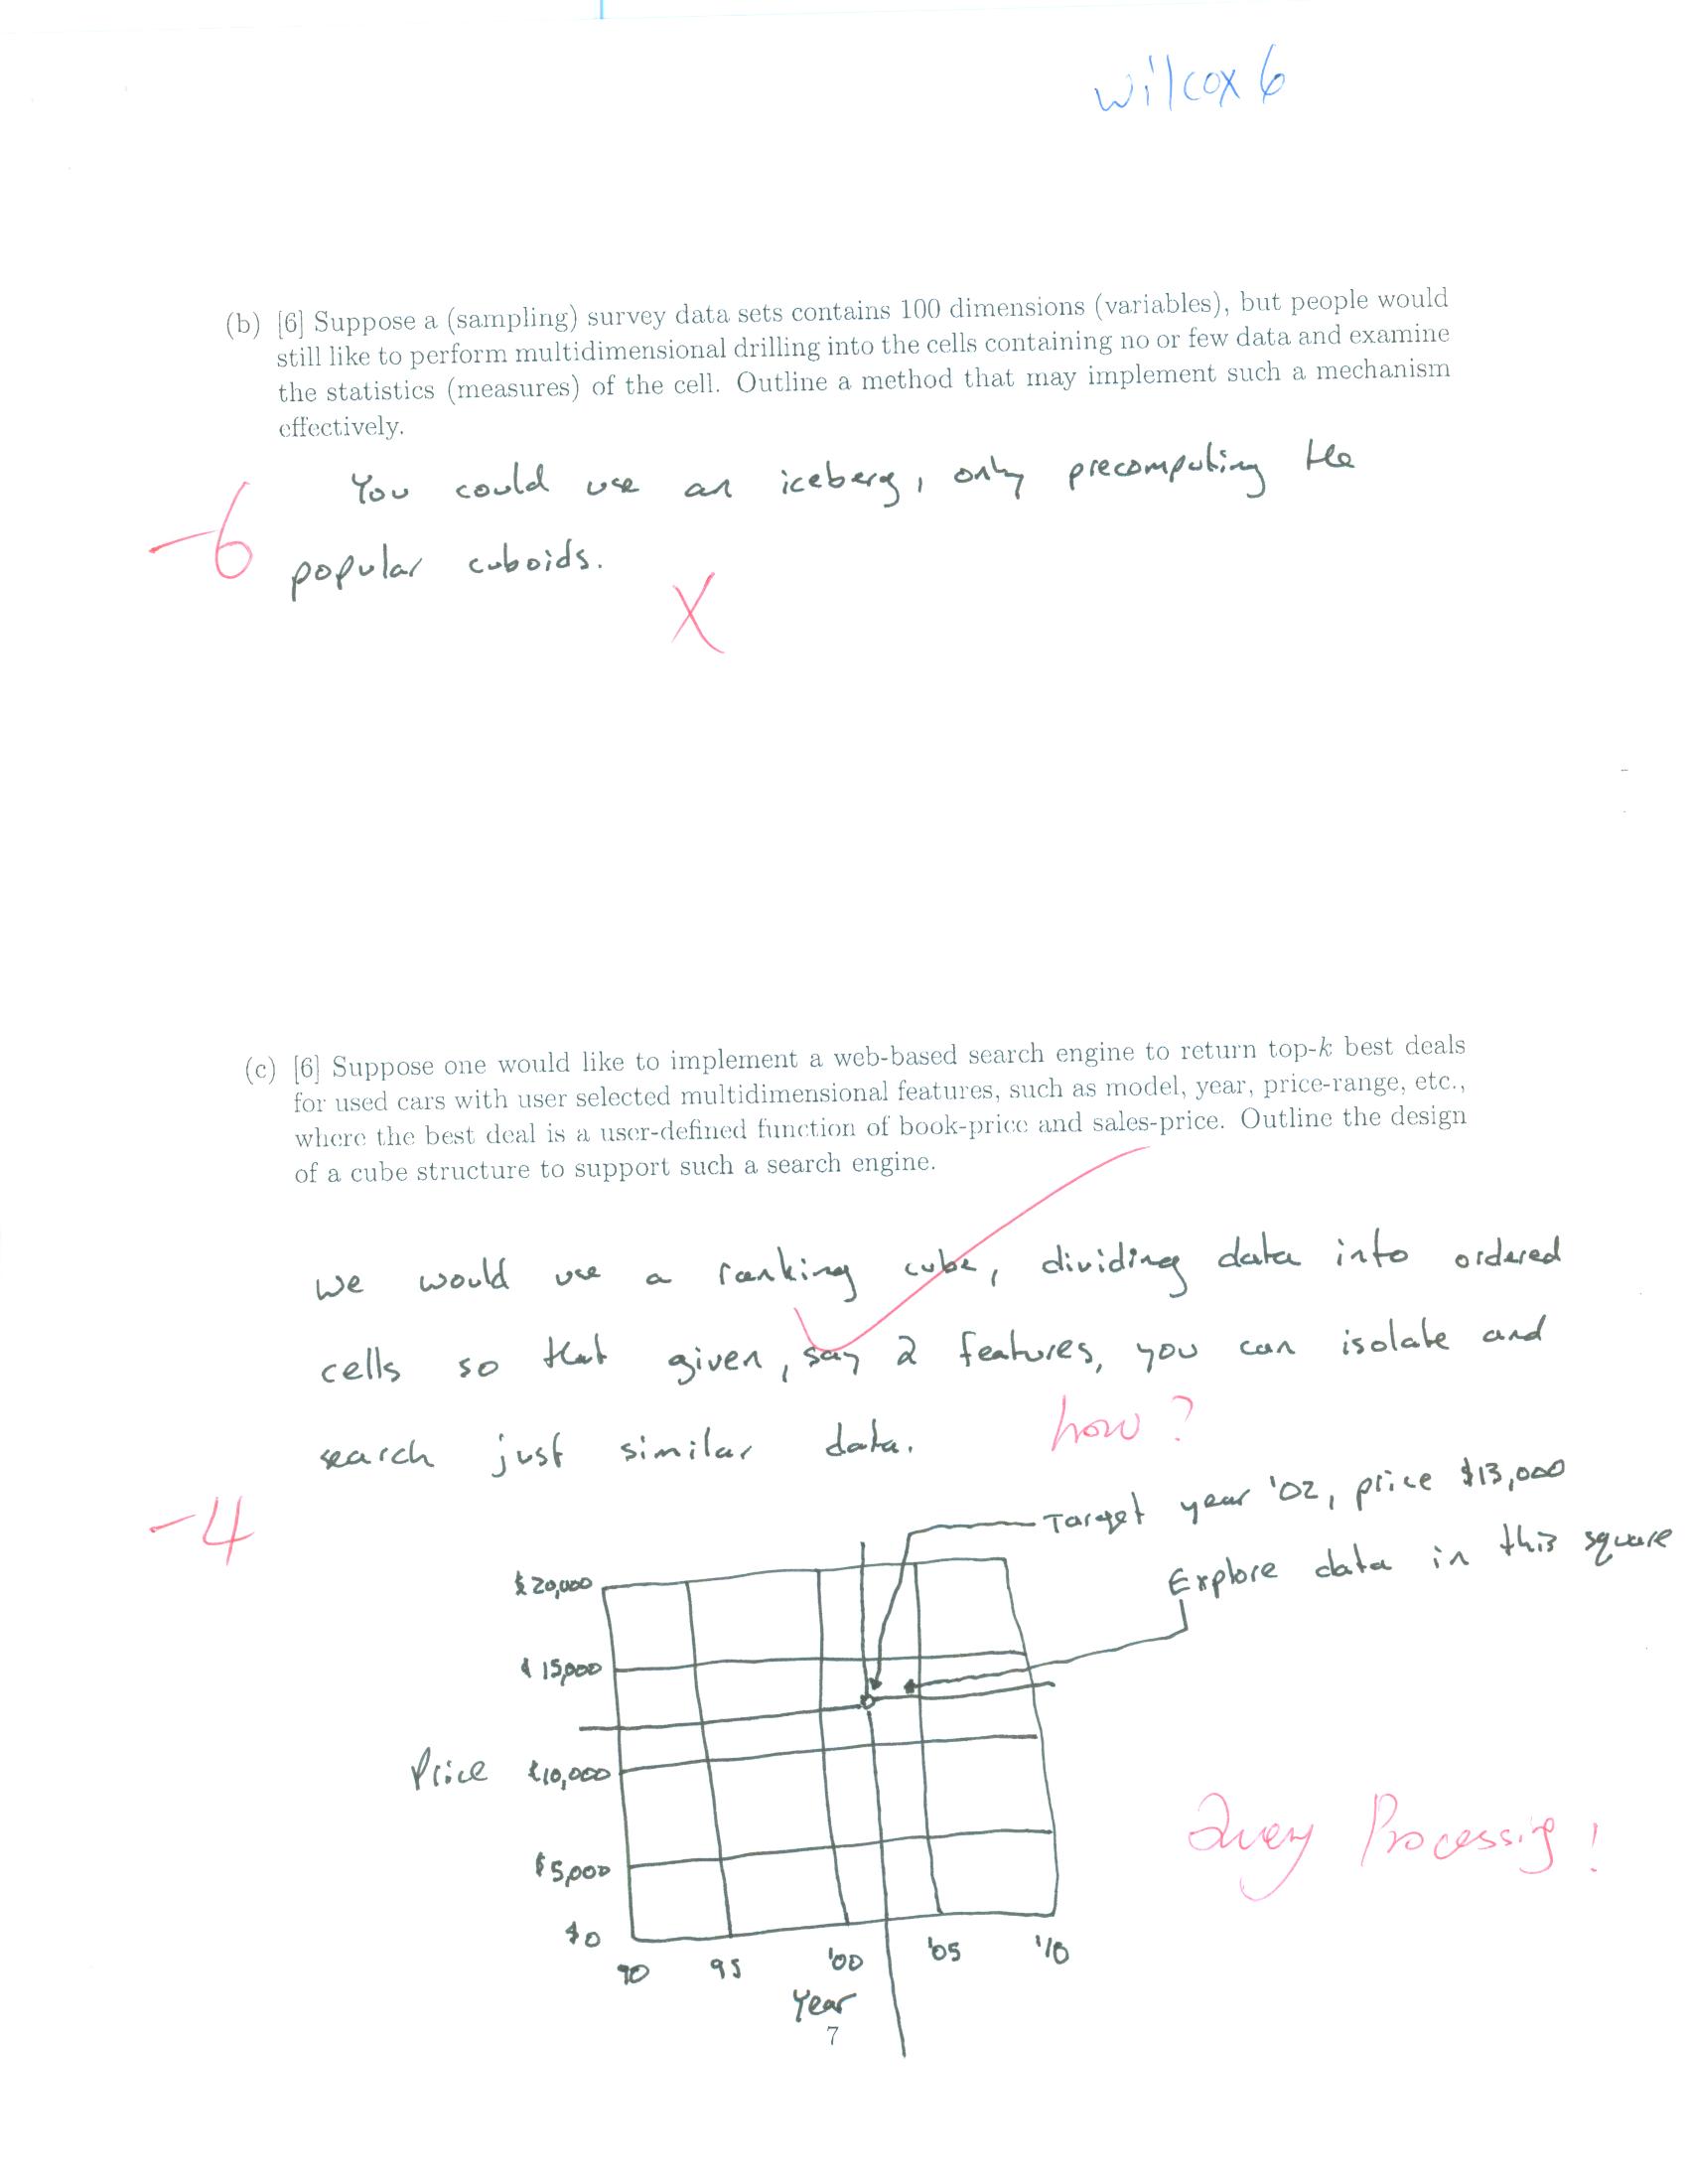 wilcox 6
(b) [6] Suppose a (sampling) survey data sets contains 100 dimensions (variables), but people would
still like to perform multidimensional drilling into the cells containing no or few data and examine
the statistics (measures) of the cell. Outline a method that may implement such a mechanism
effectively.
You could use an iceberg, only precomputing the
-6
popular cuboids.
X
(c) [6] Suppose one would like to implement a web-based search engine to return top-k best deals
for used cars with user selected multidimensional features, such as model, year, price-range, etc.,
where the best deal is a user-defined function of book-price and sales-price. Outline the design
of a cube structure to support such a search engine.
we would use a ranking cube, dividing data into ordered
cells so that given, say 2 features, you can isolate and
search just similar data. how?
-4
Target year '02, price $13,000
Explore data in this square
$20,000
$15,000
Price $10,000
$5,000
$0
90 95 '00 '05 '10
Year
Query Processig!
7